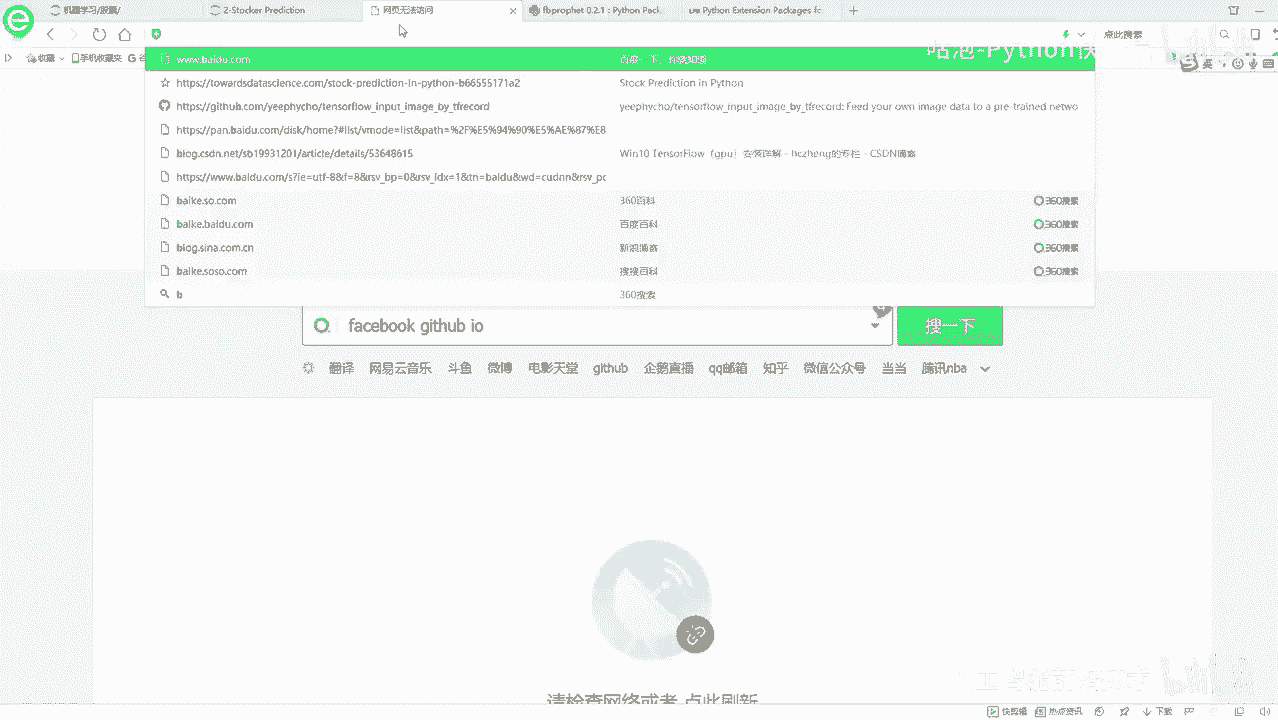 机器学习/股票/
Z-Stocker Prediction
网页无法访问
fbprophet 0.2.1 : Python Pack
Python Extension Packages fo
点此搜索
收藏
手机收藏夹 G 谷
英
www.baidu.com 百度一下，你就知道
https://towardsdatascience.com/stock-prediction-in-python-b66555171a2 Stock Prediction in Python
https://github.com/yeephycho/tensorflow_input_image_by_tfrecord yeephycho/tensorflow_input_image_by_tfrecord: Feed your own image data to a pre-trained netwo
https://pan.baidu.com/disk/home?#list/vmode=list&path=%2F%E5%94%90%E5%AE%87%E8
blog.csdn.net/sb19931201/article/details/53648615 Win10 TensorFlow（gpu）安装详解 - bczheng的专栏 - CSDN博客
https://www.baidu.com/s?ie=utf-8&f=8&rsv_bp=0&rsv_idx=1&tn=baidu&wd=cudnn&rsv_pq
baike.so.com 360百科 360搜索
baike.baidu.com 百度百科 360搜索
blog.sina.com.cn 新浪博客 360搜索
baike.soso.com 搜搜百科 360搜索
b 360搜索
facebook github io 搜一下
翻译 网易云音乐 斗鱼 微博 电影天堂 github 企鹅直播 qq邮箱 知乎 微信公众号 当当 腾讯nba
请检查网络或者 点此刷新
快剪辑 热点资讯 下载